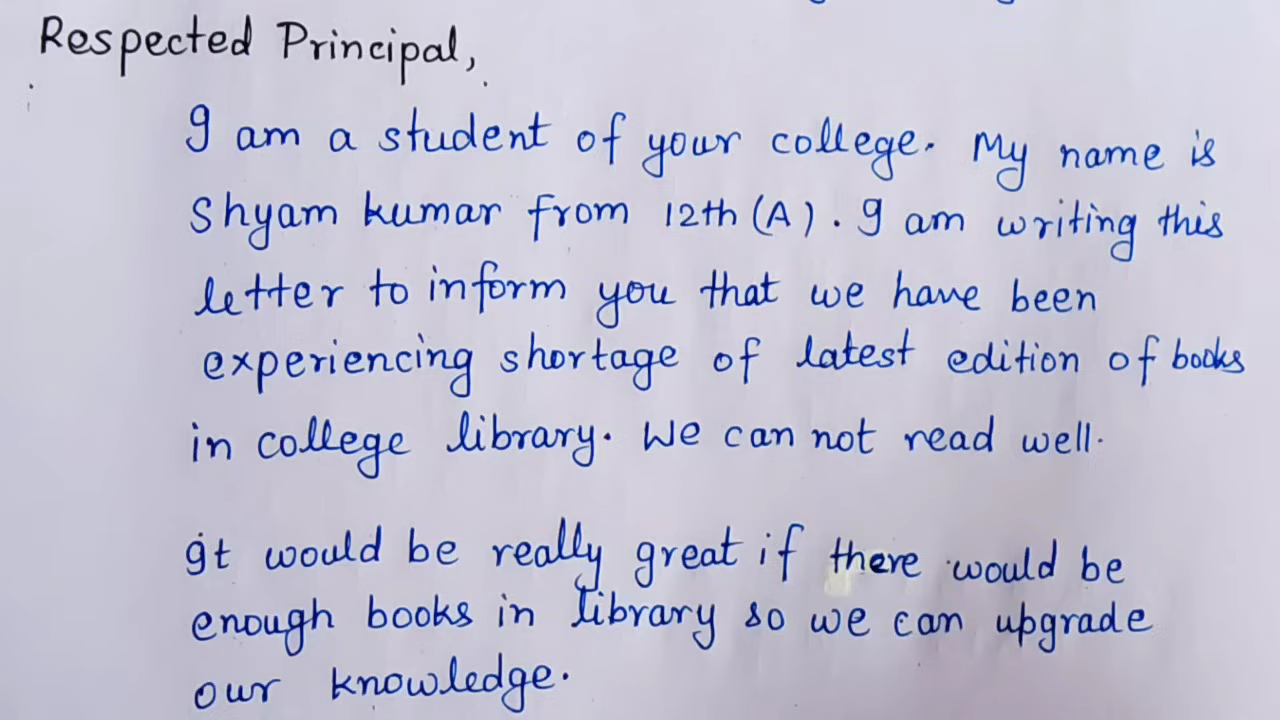 Respected Principal,
I am a student of your college. My name is
Shyam kumar from 12th (A). I am writing this
letter to inform you that we have been
experiencing shortage of latest edition of books
in college library. We can not read well.
It would be really great if there would be
enough books in library so we can upgrade
our knowledge.